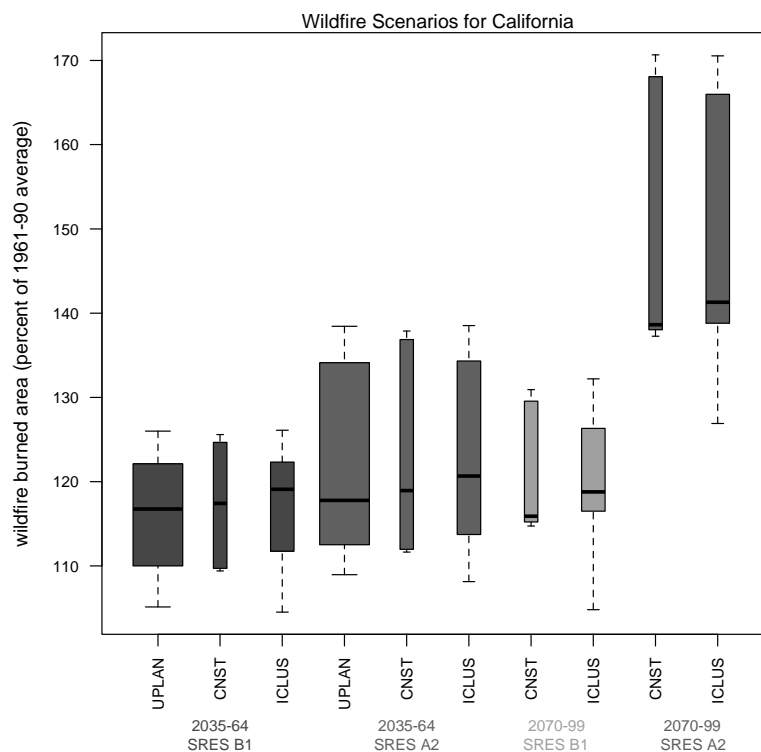 Wildfire Scenarios for California
wildfire burned area (percent of 1961-90 average)
170
160
150
140
130
120
110
UPLAN
CNST
ICLUS
UPLAN
CNST
ICLUS
CNST
ICLUS
CNST
ICLUS
2035-64
SRES B1
2035-64
SRES A2
2070-99
SRES B1
2070-99
SRES A2